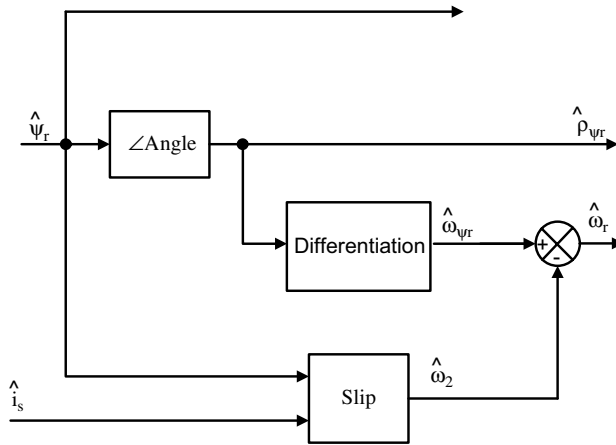 ψ̂r
∠Angle
ρ̂ψr
Differentiation
ω̂ψr
+
-
ω̂r
îs
Slip
ω̂2